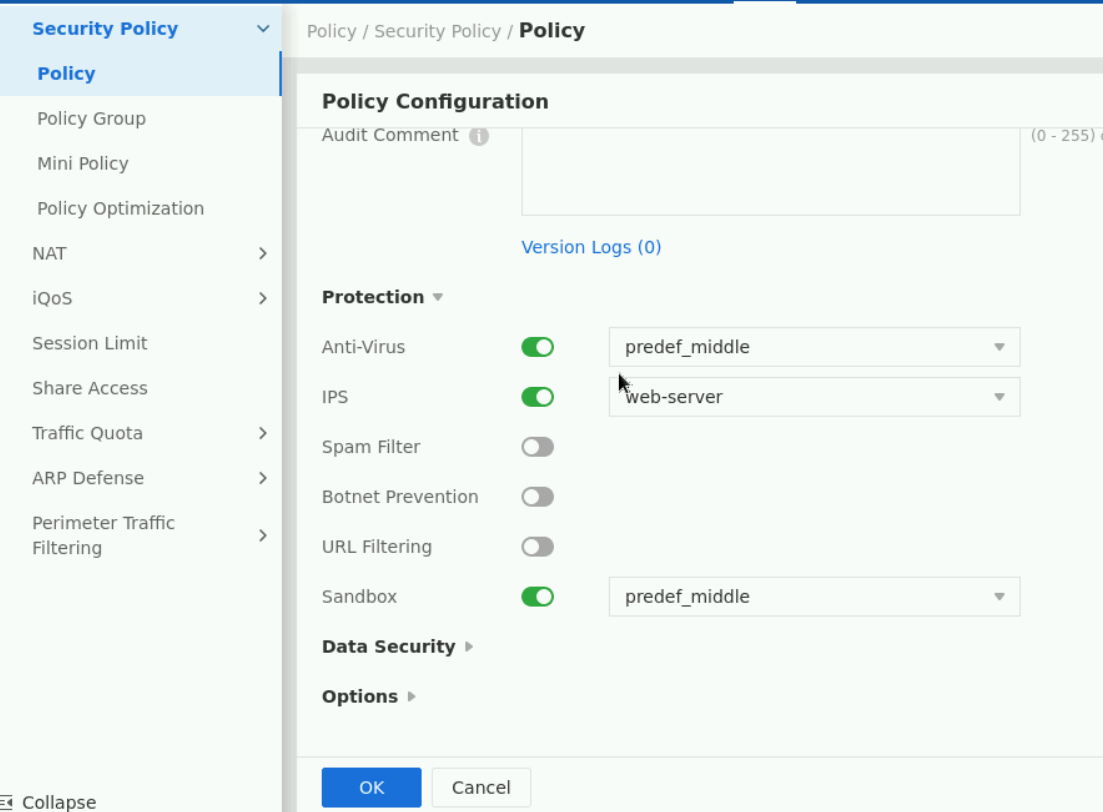 Security Policy
Policy / Security Policy / Policy
Policy
Policy Group
Mini Policy
Policy Optimization
NAT
iQoS
Session Limit
Share Access
Traffic Quota
ARP Defense
Perimeter Traffic
Filtering
Collapse
Policy Configuration
Audit Comment
(0 - 255)
Version Logs (0)
Protection
Anti-Virus predef_middle
IPS web-server
Spam Filter
Botnet Prevention
URL Filtering
Sandbox predef_middle
Data Security
Options
OK Cancel